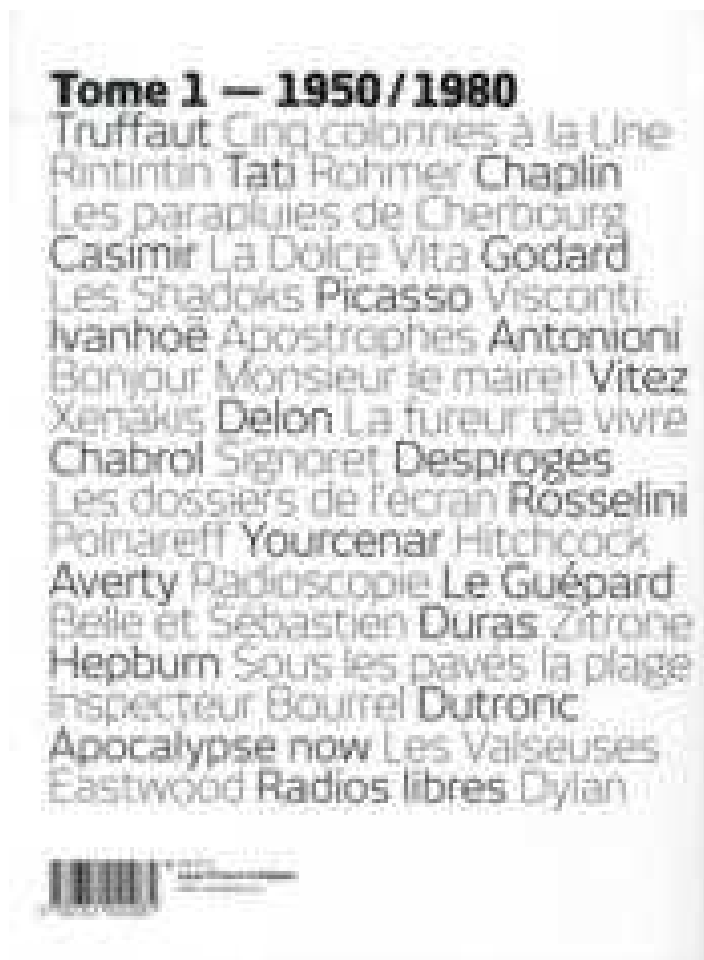 Tome 1 — 1950/1980
Truffaut Cinq colonnes à la Une
Rintintin Tati Rohmer Chaplin
Les parapluies de Cherbourg
Casimir La Dolce Vita Godard
Les Shadoks Picasso Visconti
Ivanhoë Apostrophes Antonioni
Bonjour Monsieur le maire! Vitez
Xenakis Delon La fureur de vivre
Chabrol Signoret Desproges
Les dossiers de l'écran Rosselini
Polnareff Yourcenar Hitchcock
Averty Radioscopie Le Guépard
Belle et Sébastien Duras Zitrone
Hepburn Sous les pavés la plage
Inspecteur Bourrel Dutronc
Apocalypse now Les Valseuses
Eastwood Radios libres Dylan